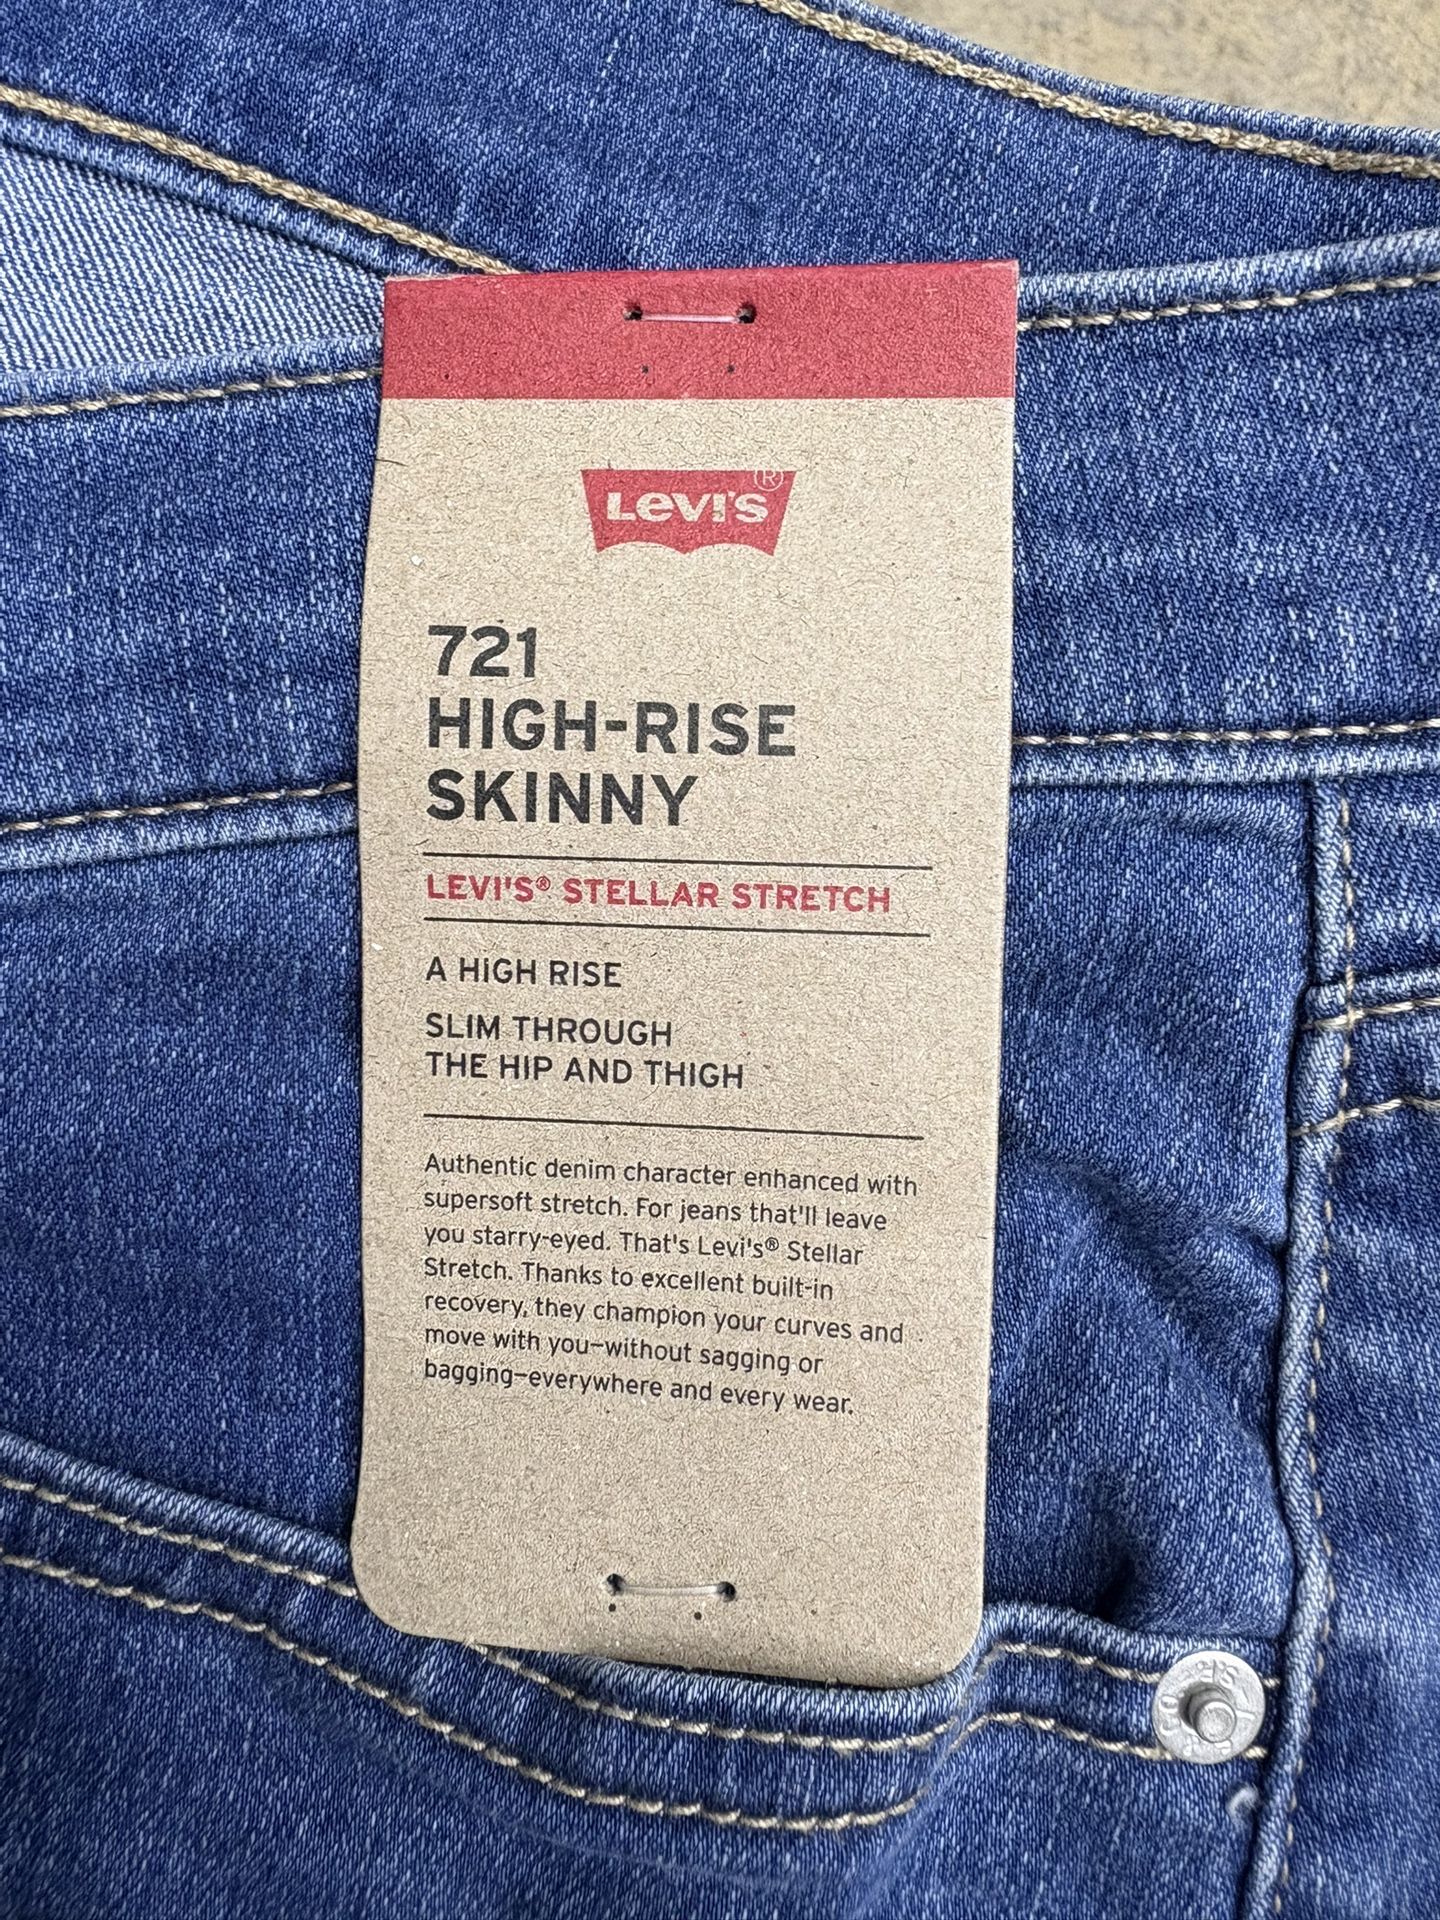 Levi's®
721
HIGH-RISE
SKINNY
LEVI'S® STELLAR STRETCH
A HIGH RISE
SLIM THROUGH
THE HIP AND THIGH
Authentic denim character enhanced with
supersoft stretch. For jeans that'll leave
you starry-eyed. That's Levi's® Stellar
Stretch. Thanks to excellent built-in
recovery, they champion your curves and
move with you—without sagging or
bagging—everywhere and every wear.